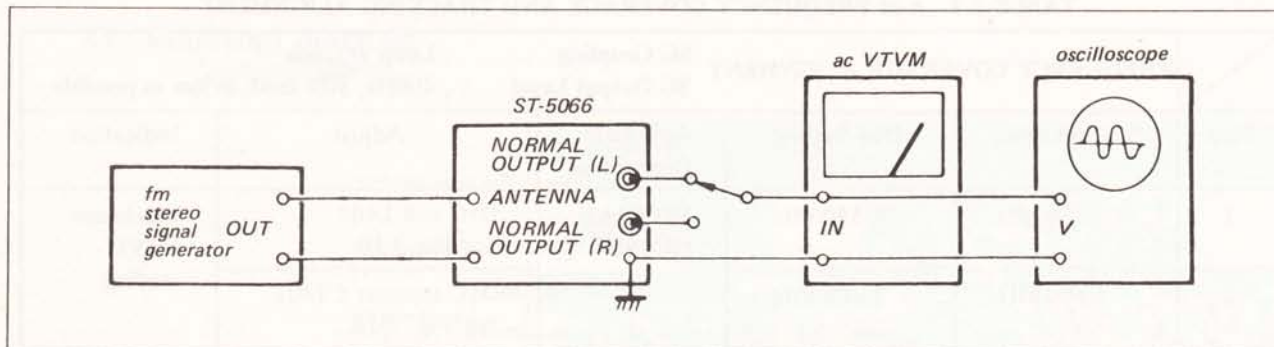 ST-5066
ac VTVM
oscilloscope
NORMAL
OUTPUT (L)
ANTENNA
NORMAL
OUTPUT (R)
fm
stereo
signal
generator
OUT
IN
V